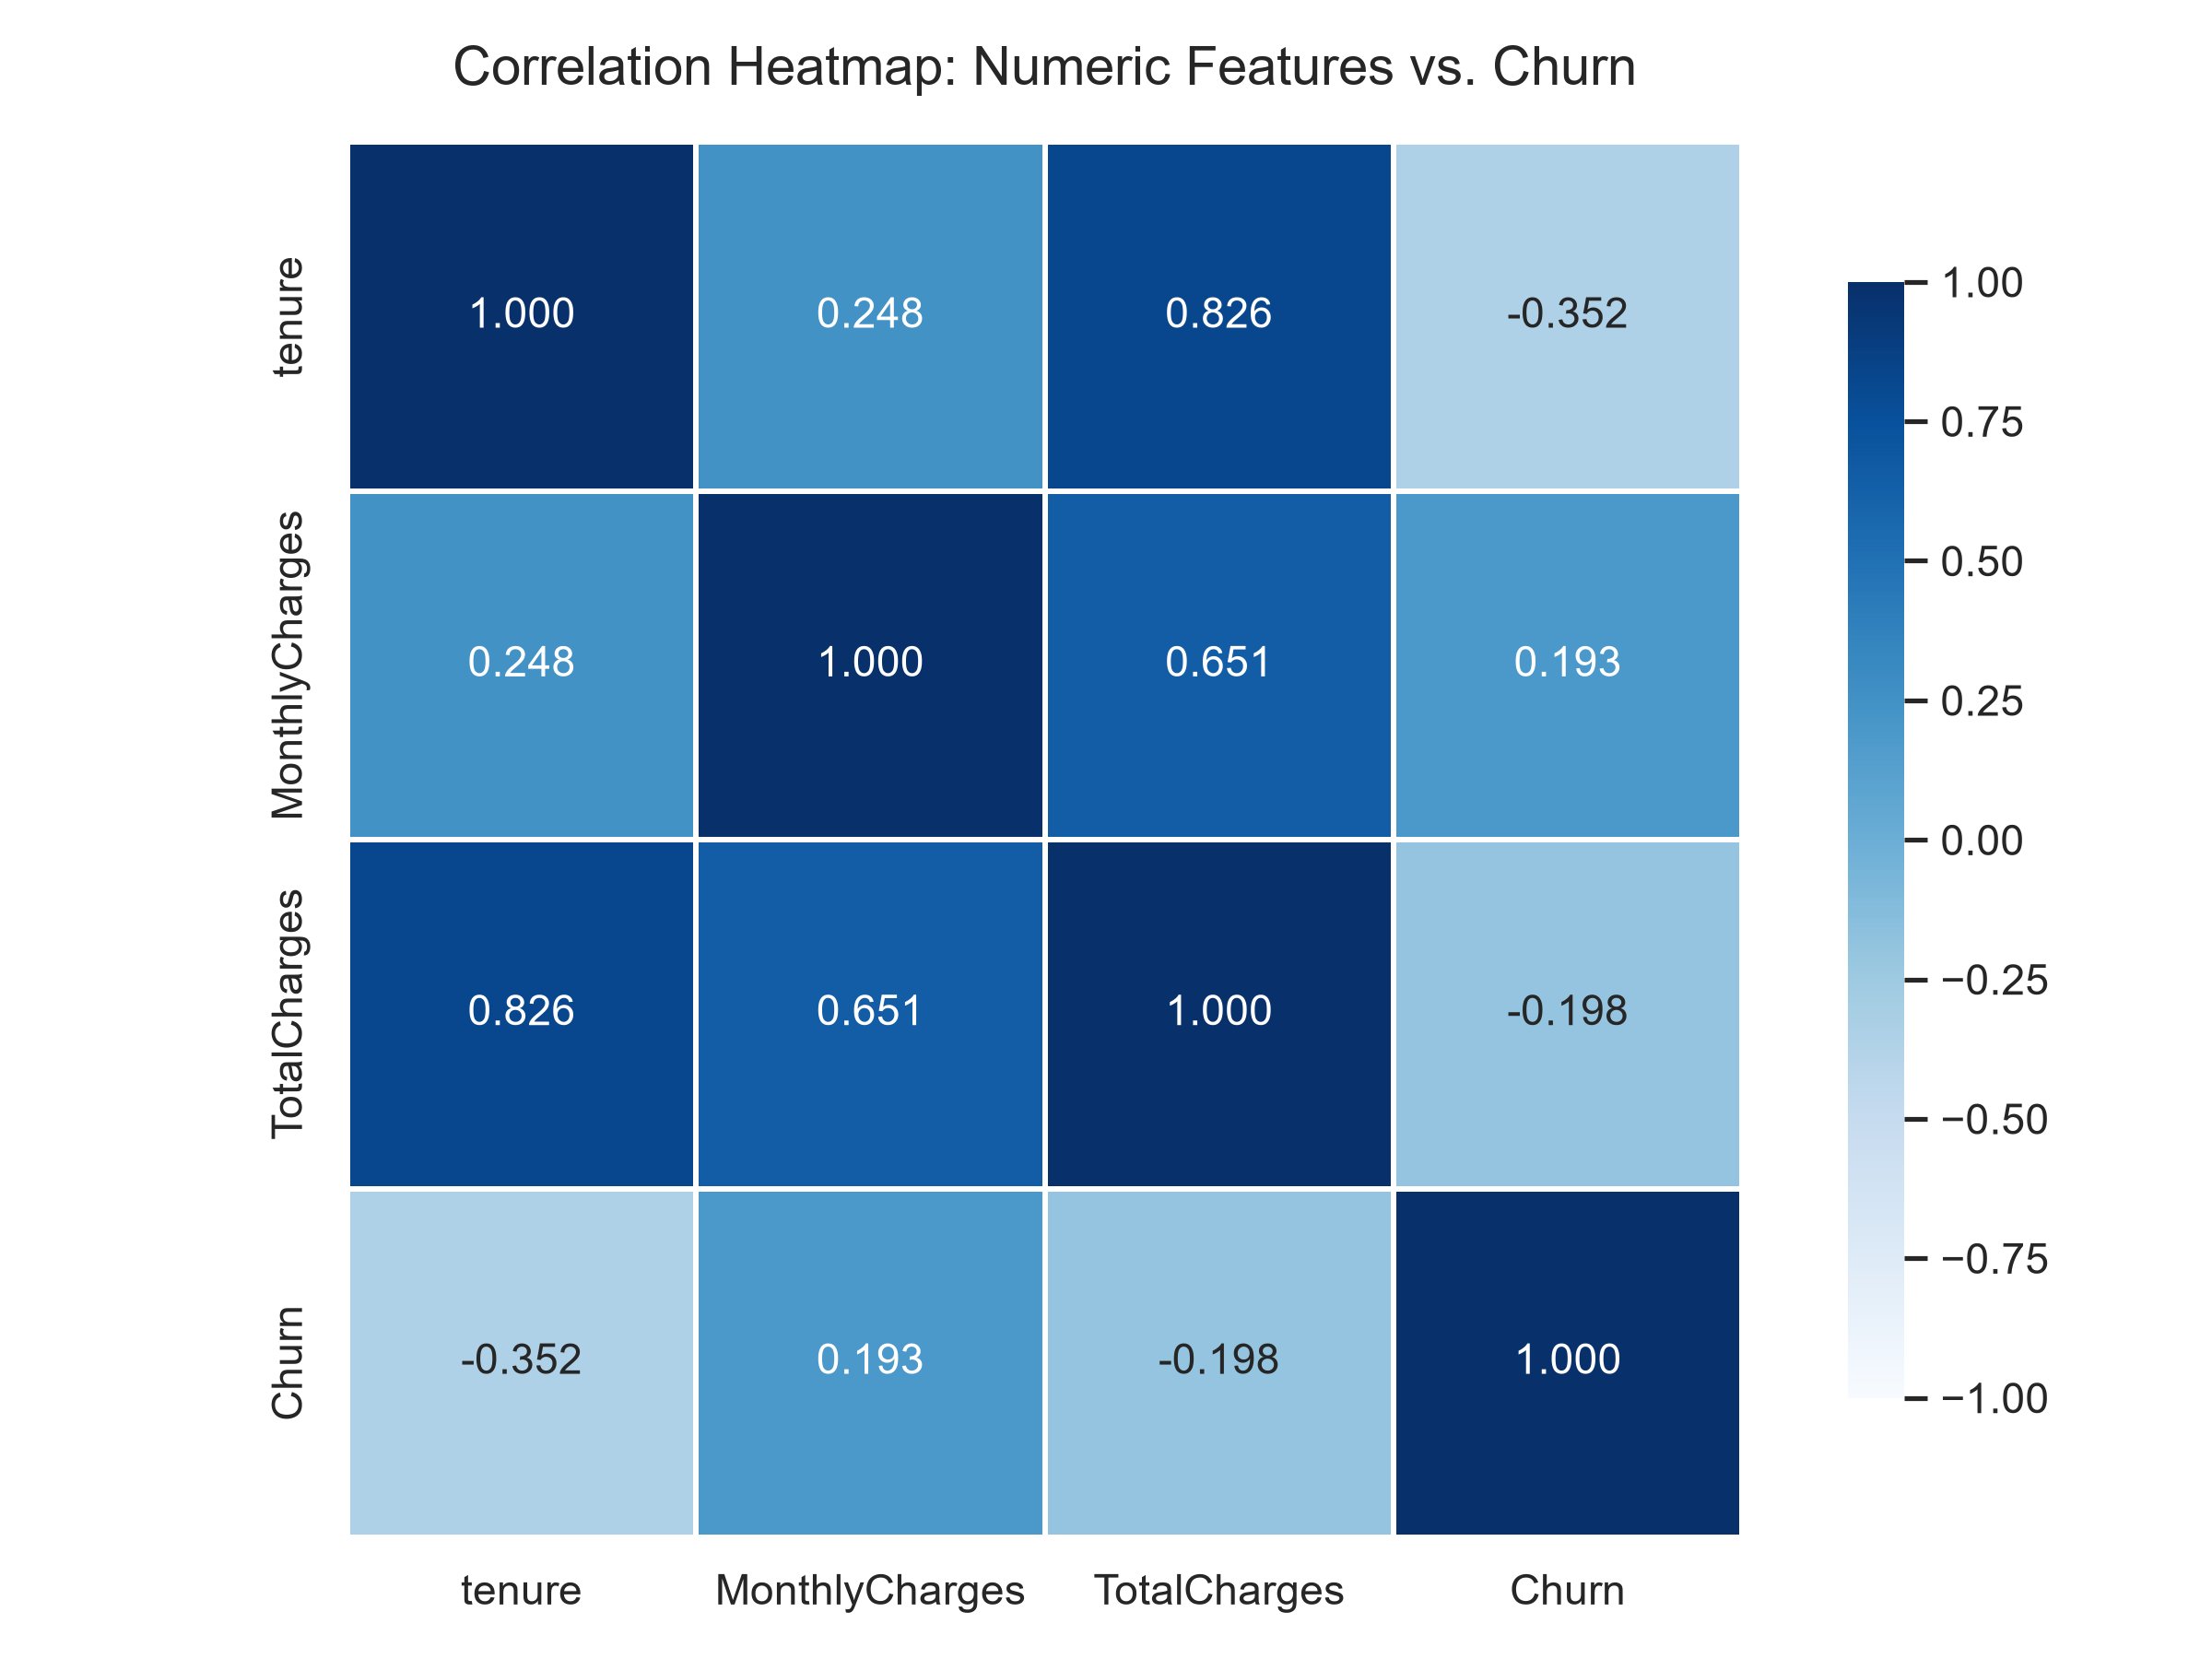 Correlation Heatmap: Numeric Features vs. Churn
tenure
1.000 0.248 0.826 -0.352
MonthlyCharges
0.248 1.000 0.651 0.193
TotalCharges
0.826 0.651 1.000 -0.198
Churn
-0.352 0.193 -0.198 1.000
tenure MonthlyCharges TotalCharges Churn
1.00
0.75
0.50
0.25
0.00
−0.25
−0.50
−0.75
−1.00